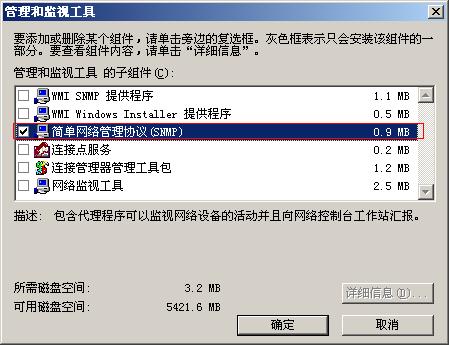 管理和监视工具
要添加或删除某个组件，请单击旁边的复选框。灰色框表示只会安装该组件的一
部分。要查看组件内容，请单击“详细信息”。
管理和监视工具 的子组件(C):
WMI SNMP 提供程序 1.1 MB
WMI Windows Installer 提供程序 0.5 MB
简单网络管理协议(SNMP) 0.9 MB
连接点服务 0.2 MB
连接管理器管理工具包 1.2 MB
网络监视工具 2.5 MB
描述: 包含代理程序可以监视网络设备的活动并且向网络控制台工作站汇报。
所需磁盘空间: 3.2 MB
可用磁盘空间: 5421.6 MB
详细信息(D)...
确定 取消